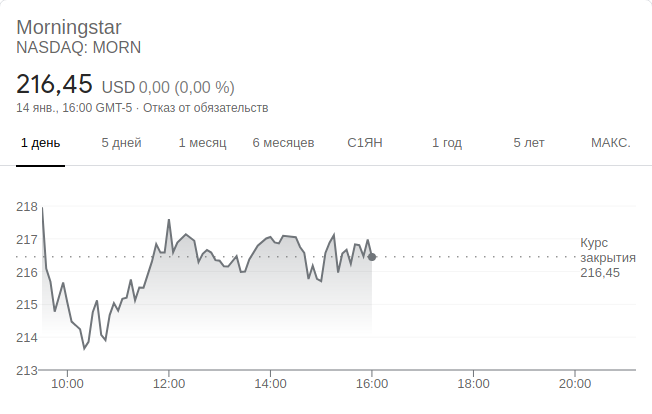 Morningstar
NASDAQ: MORN
216,45 USD 0,00 (0,00 %)
14 янв., 16:00 GMT-5 · Отказ от обязательств
1 день 5 дней 1 месяц 6 месяцев С1ЯН 1 год 5 лет МАКС.
218
217
216
215
214
213
Курс
закрытия
216,45
10:00 12:00 14:00 16:00 18:00 20:00